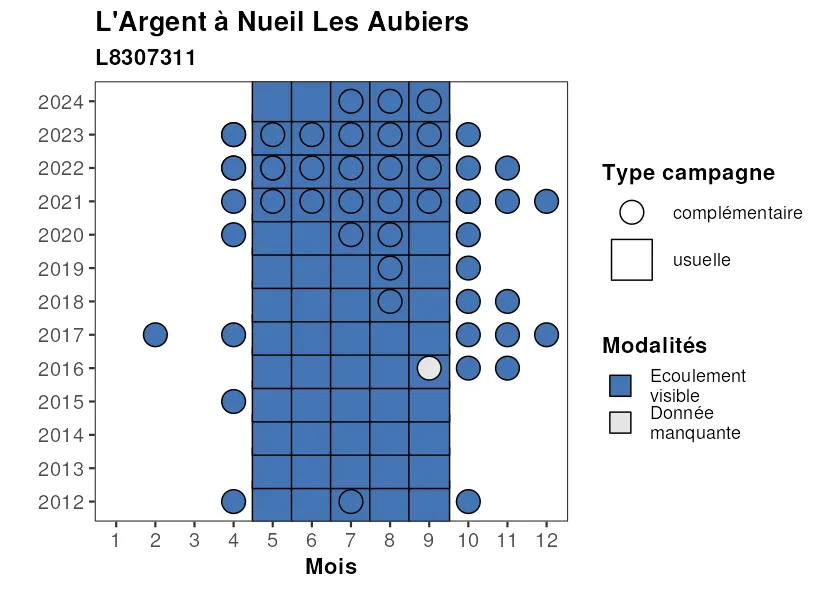 L'Argent à Nueil Les Aubiers
L8307311
2024
2023
2022
2021
2020
2019
2018
2017
2016
2015
2014
2013
2012
1 2 3 4 5 6 7 8 9 10 11 12
Mois
Type campagne
complémentaire
usuelle
Modalités
Ecoulement
visible
Donnée
manquante